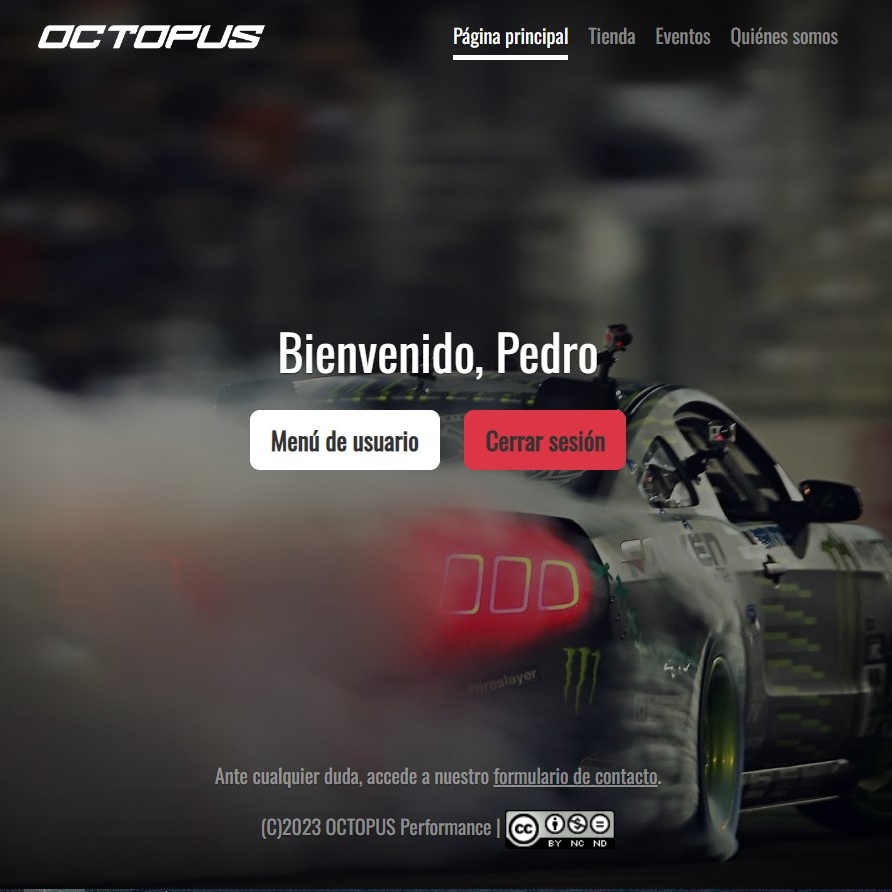 OCTOPUS
Página principal Tienda Eventos Quiénes somos
Bienvenido, Pedro
Menú de usuario Cerrar sesión
#tireslayer
Ante cualquier duda, accede a nuestro formulario de contacto.
(C)2023 OCTOPUS Performance | cc
BY NC ND